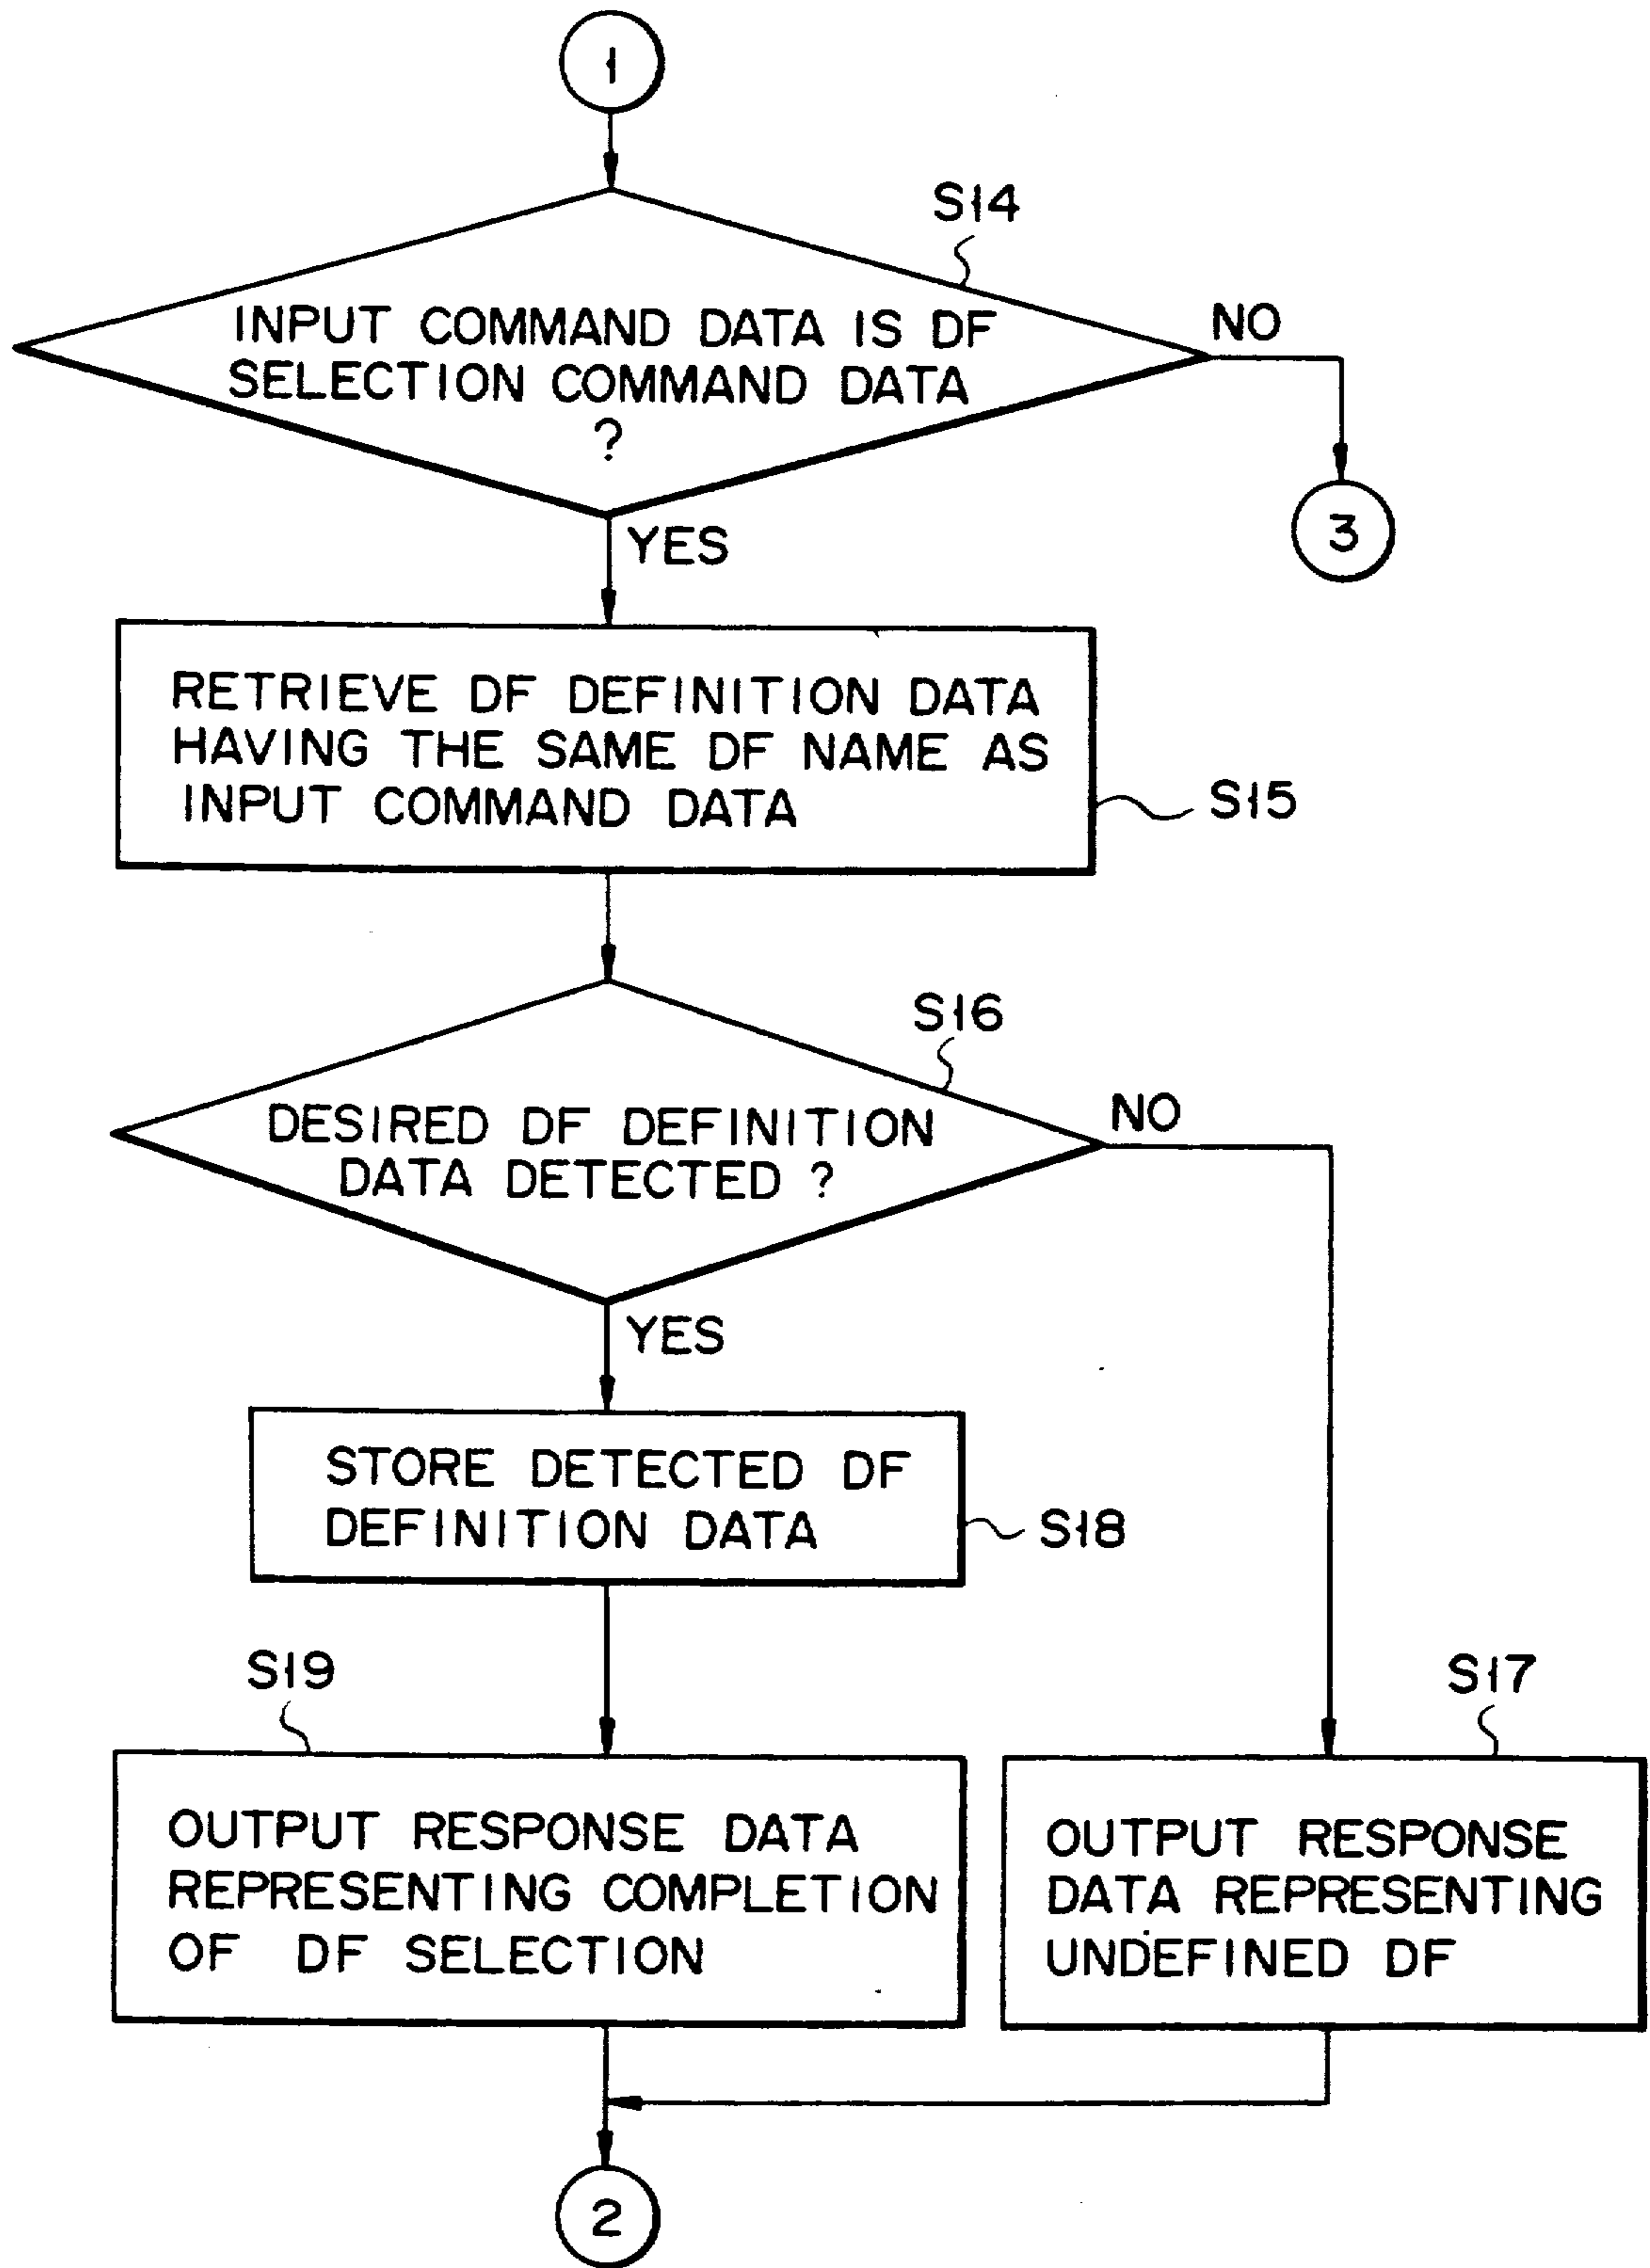 1
S14
INPUT COMMAND DATA IS DF
SELECTION COMMAND DATA
?
NO
3
YES
RETRIEVE DF DEFINITION DATA
HAVING THE SAME DF NAME AS
INPUT COMMAND DATA
S15
S16
DESIRED DF DEFINITION
DATA DETECTED ?
NO
YES
STORE DETECTED DF
DEFINITION DATA
S18
S19
OUTPUT RESPONSE DATA
REPRESENTING COMPLETION
OF DF SELECTION
S17
OUTPUT RESPONSE
DATA REPRESENTING
UNDEFINED DF
2